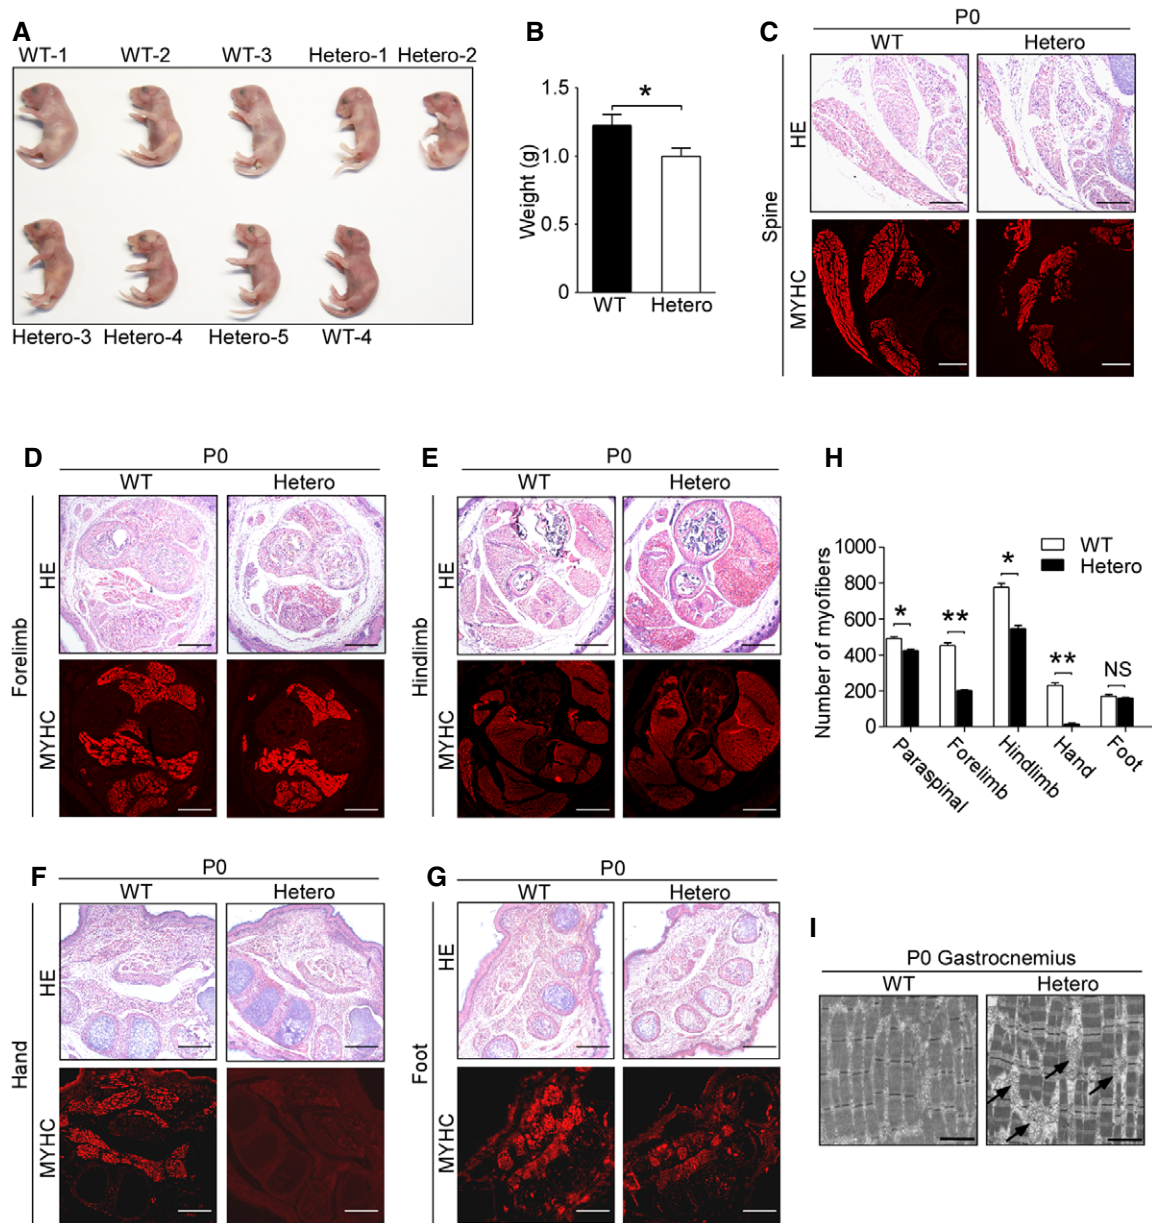 A
WT-1 WT-2 WT-3 Hetero-1 Hetero-2
Hetero-3 Hetero-4 Hetero-5 WT-4
B
Weight (g)
1.5
1.0
0.5
0
*
WT Hetero
C
P0
WT Hetero
Spine
HE
MYHC
D
P0
WT Hetero
Forelimb
HE
MYHC
E
P0
WT Hetero
Hindlimb
HE
MYHC
H
Number of myofibers
1000
800
600
400
200
0
WT
Hetero
* ** * ** NS
Paraspinal
Forelimb
Hindlimb
Hand
Foot
F
P0
WT Hetero
Hand
HE
MYHC
G
P0
WT Hetero
Foot
HE
MYHC
I
P0 Gastrocnemius
WT Hetero